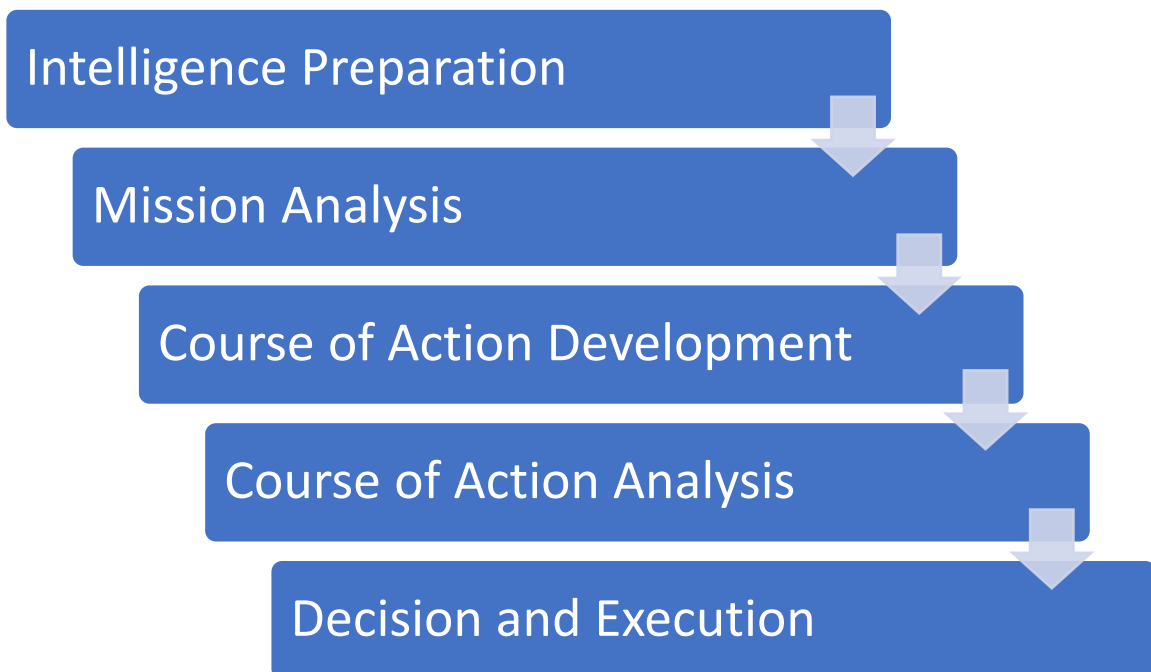 Intelligence Preparation
Mission Analysis
Course of Action Development
Course of Action Analysis
Decision and Execution